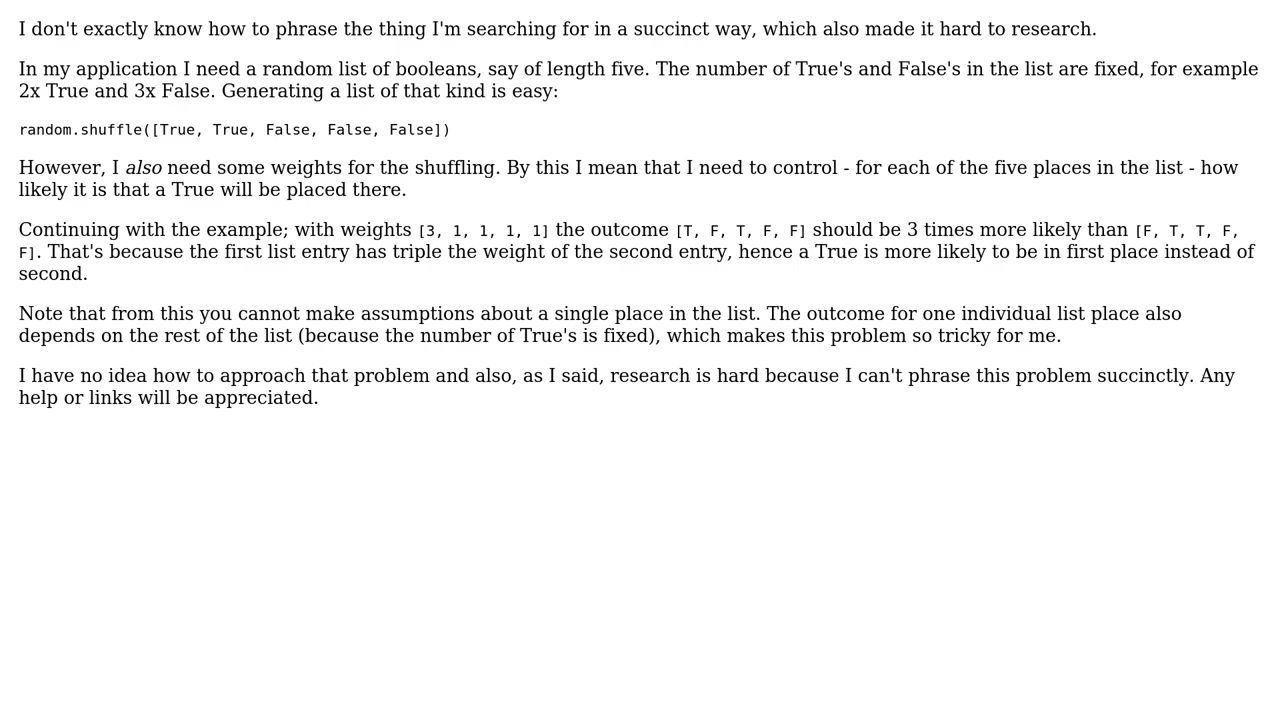 I don't exactly know how to phrase the thing I'm searching for in a succinct way, which also made it hard to research.
In my application I need a random list of booleans, say of length five. The number of True's and False's in the list are fixed, for example
2x True and 3x False. Generating a list of that kind is easy:
random.shuffle([True, True, False, False, False])
However, I also need some weights for the shuffling. By this I mean that I need to control - for each of the five places in the list - how
likely it is that a True will be placed there.
Continuing with the example; with weights [3, 1, 1, 1, 1] the outcome [T, F, T, F, F] should be 3 times more likely than [F, T, T, F,
F]. That's because the first list entry has triple the weight of the second entry, hence a True is more likely to be in first place instead of
second.
Note that from this you cannot make assumptions about a single place in the list. The outcome for one individual list place also
depends on the rest of the list (because the number of True's is fixed), which makes this problem so tricky for me.
I have no idea how to approach that problem and also, as I said, research is hard because I can't phrase this problem succinctly. Any
help or links will be appreciated.